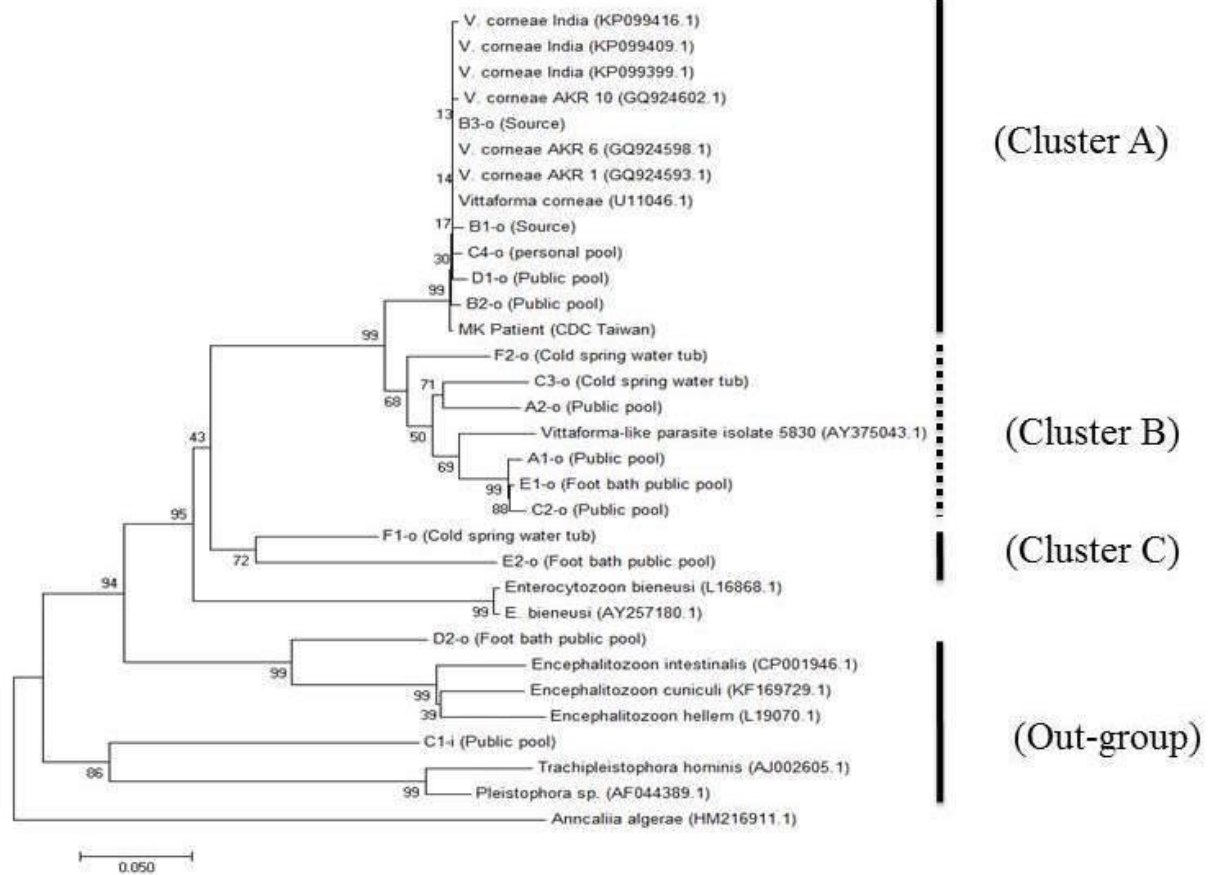 V. corneae India (KP099416.1)
V. corneae India (KP099409.1)
V. corneae India (KP099399.1)
V. corneae AKR 10 (GQ924602.1)
13
B3-o (Source)
V. corneae AKR 6 (GQ924598.1)
(Cluster A)
14
V. corneae AKR 1 (GQ924593.1)
Vittaforma corneae (U11046.1)
17
B1-o (Source)
30
C4-o (personal pool)
D1-o (Public pool)
99
B2-o (Public pool)
MK Patient (CDC Taiwan)
99
F2-o (Cold spring water tub)
71
C3-o (Cold spring water tub)
68
A2-o (Public pool)
50
Vittaforma-like parasite isolate 5830 (AY375043.1)
(Cluster B)
43
69
A1-o (Public pool)
99
E1-o (Foot bath public pool)
88
C2-o (Public pool)
95
F1-o (Cold spring water tub)
(Cluster C)
72
E2-o (Foot bath public pool)
94
Enterocytozoon bieneusi (L16868.1)
99
E. bieneusi (AY257180.1)
D2-o (Foot bath public pool)
99
Encephalitozoon intestinalis (CP001946.1)
99
Encephalitozoon cuniculi (KF169729.1)
39
Encephalitozoon hellem (L19070.1)
(Out-group)
C1-i (Public pool)
86
Trachipleistophora hominis (AJ002605.1)
99
Pleistophora sp. (AF044389.1)
Anncaliia algerae (HM216911.1)
0.050